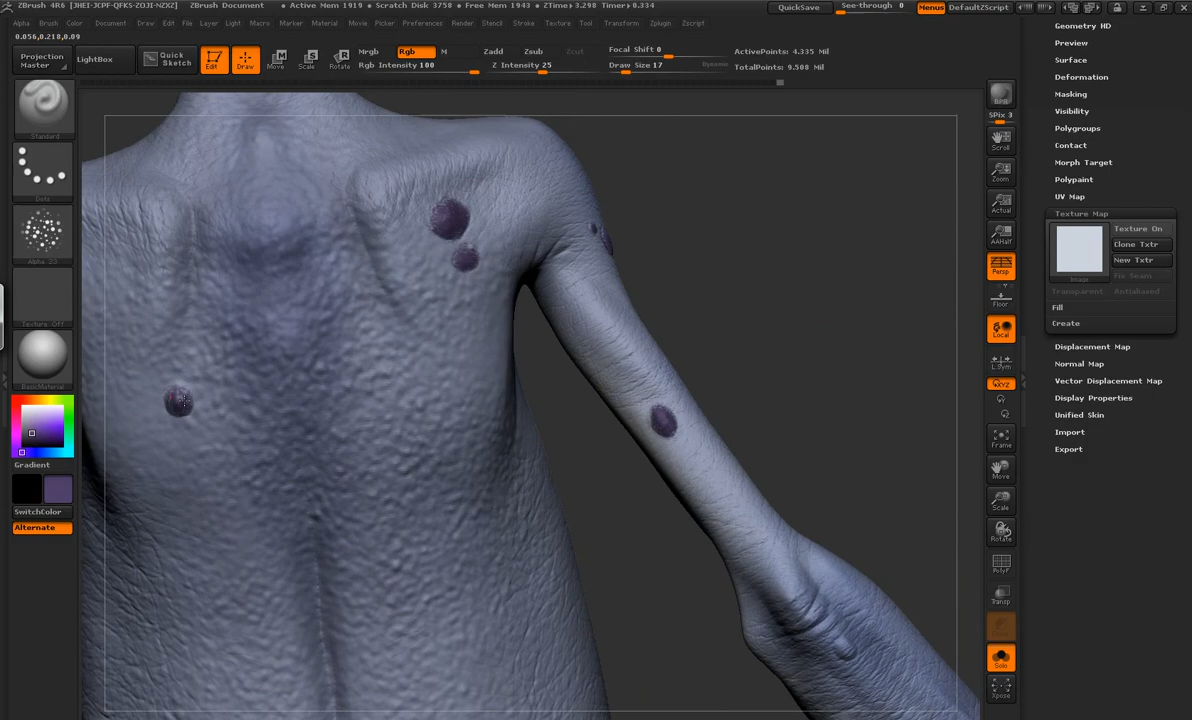 ZBrush 4R6 [JHEI-JCPF-QFKS-ZOJI-NZXZ] ZBrush Document • Active Mem 1919 • Scratch Disk 3758 • Free Mem 1943 • ZTime▸3.298 Timer▸0.334 QuickSave See-through 0 Menus DefaultZScript
Alpha Brush Color Document Draw Edit File Layer Light Macro Marker Material Movie Picker Preferences Render Stencil Stroke Texture Tool Transform Zplugin Zscript
0.056,0.218,0.09
Projection Master
LightBox
Quick Sketch
Edit
Draw
Move
Scale
Rotate
Mrgb Rgb M
Rgb Intensity 100
Zadd Zsub Zcut
Z Intensity 25
Focal Shift 0
Draw Size 17 Dynamic
ActivePoints: 4.335 Mil
TotalPoints: 9.508 Mil
Standard
Dots
Alpha 23
Texture Off
BasicMaterial
Gradient
SwitchColor
Alternate
BPR
SPix 3
Scroll
Zoom
Actual
AAHalf
Persp
Floor
Local
L.Sym
XYZ
Frame
Move
Scale
Rotate
PolyF
Transp
Solo
Xpose
Geometry HD
Preview
Surface
Deformation
Masking
Visibility
Polygroups
Contact
Morph Target
Polypaint
UV Map
Texture Map
Texture On
Clone Txtr
New Txtr
Fix Seam
Image
Transparent Antialiased
Fill
Create
Displacement Map
Normal Map
Vector Displacement Map
Display Properties
Unified Skin
Import
Export